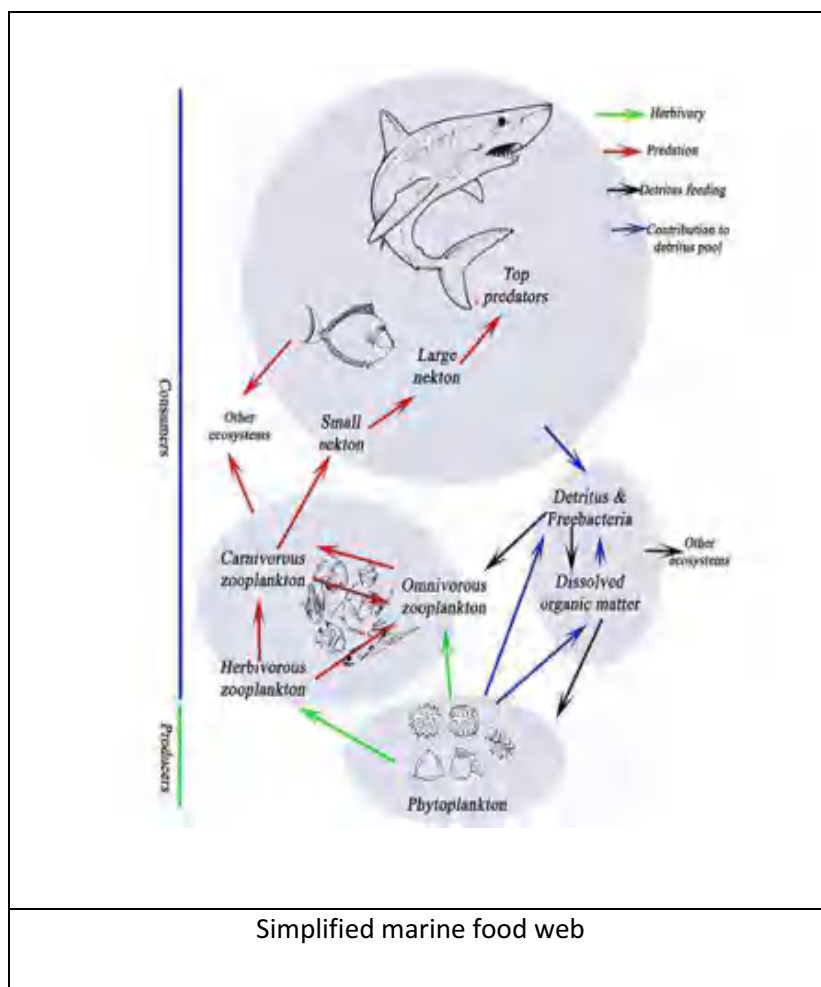 Herbivory
Predation
Detritus feeding
Contribution to
detritus pool
Top
predators
Large
nekton
Small
nekton
Other
ecosystems
Consumers
Detritus &
Freebacteria
Other
ecosystems
Dissolved
organic matter
Carnivorous
zooplankton
Omnivorous
zooplankton
Herbivorous
zooplankton
Producers
Phytoplankton
Simplified marine food web